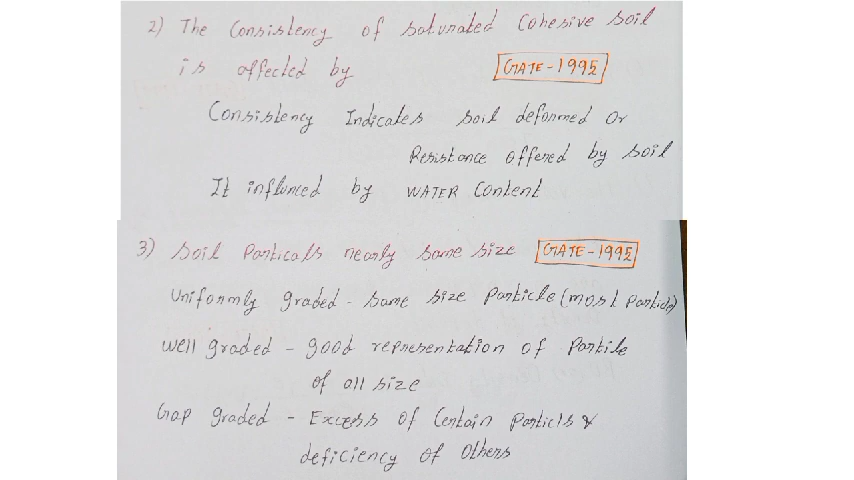 2) The Consistency of saturated Cohesive soil
is affected by GATE-1995
Consistency Indicates soil deformed or
Resistance offered by soil
It influnced by WATER Content
3) Soil Particals nearly same size GATE-1995
Uniformly graded - same size Particle (most Particle)
Well graded - good representation of Partile
of all size
Gap graded - Excess of Certain Particls &
deficiency of Others